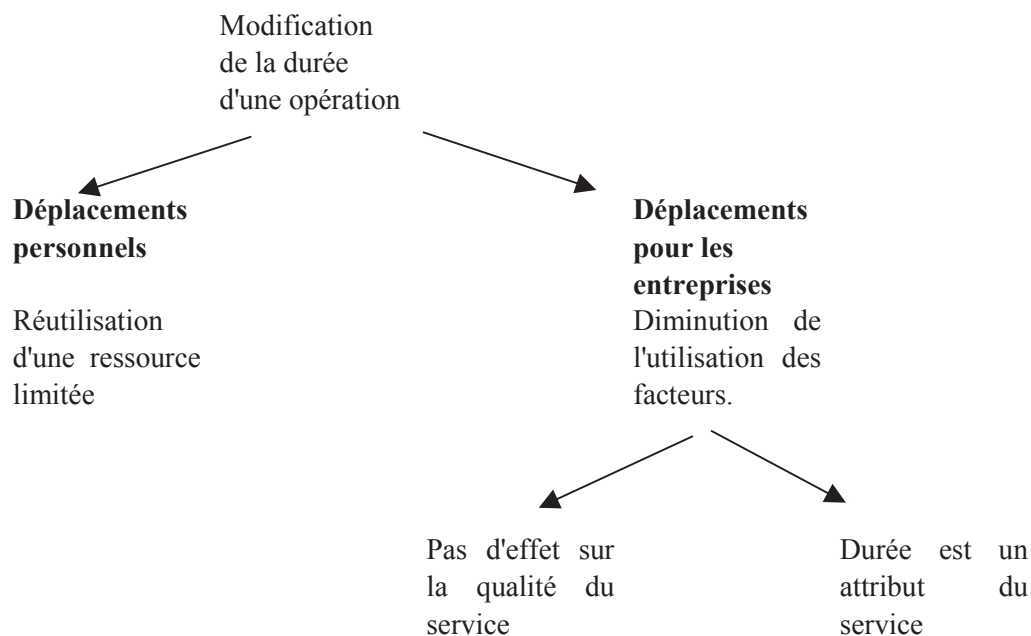 Modification
de la durée
d'une opération
Déplacements
personnels
Réutilisation
d'une ressource
limitée
Déplacements
pour les
entreprises
Diminution de
l'utilisation des
facteurs.
Pas d'effet sur
la qualité du
service
Durée est un
attribut du
service